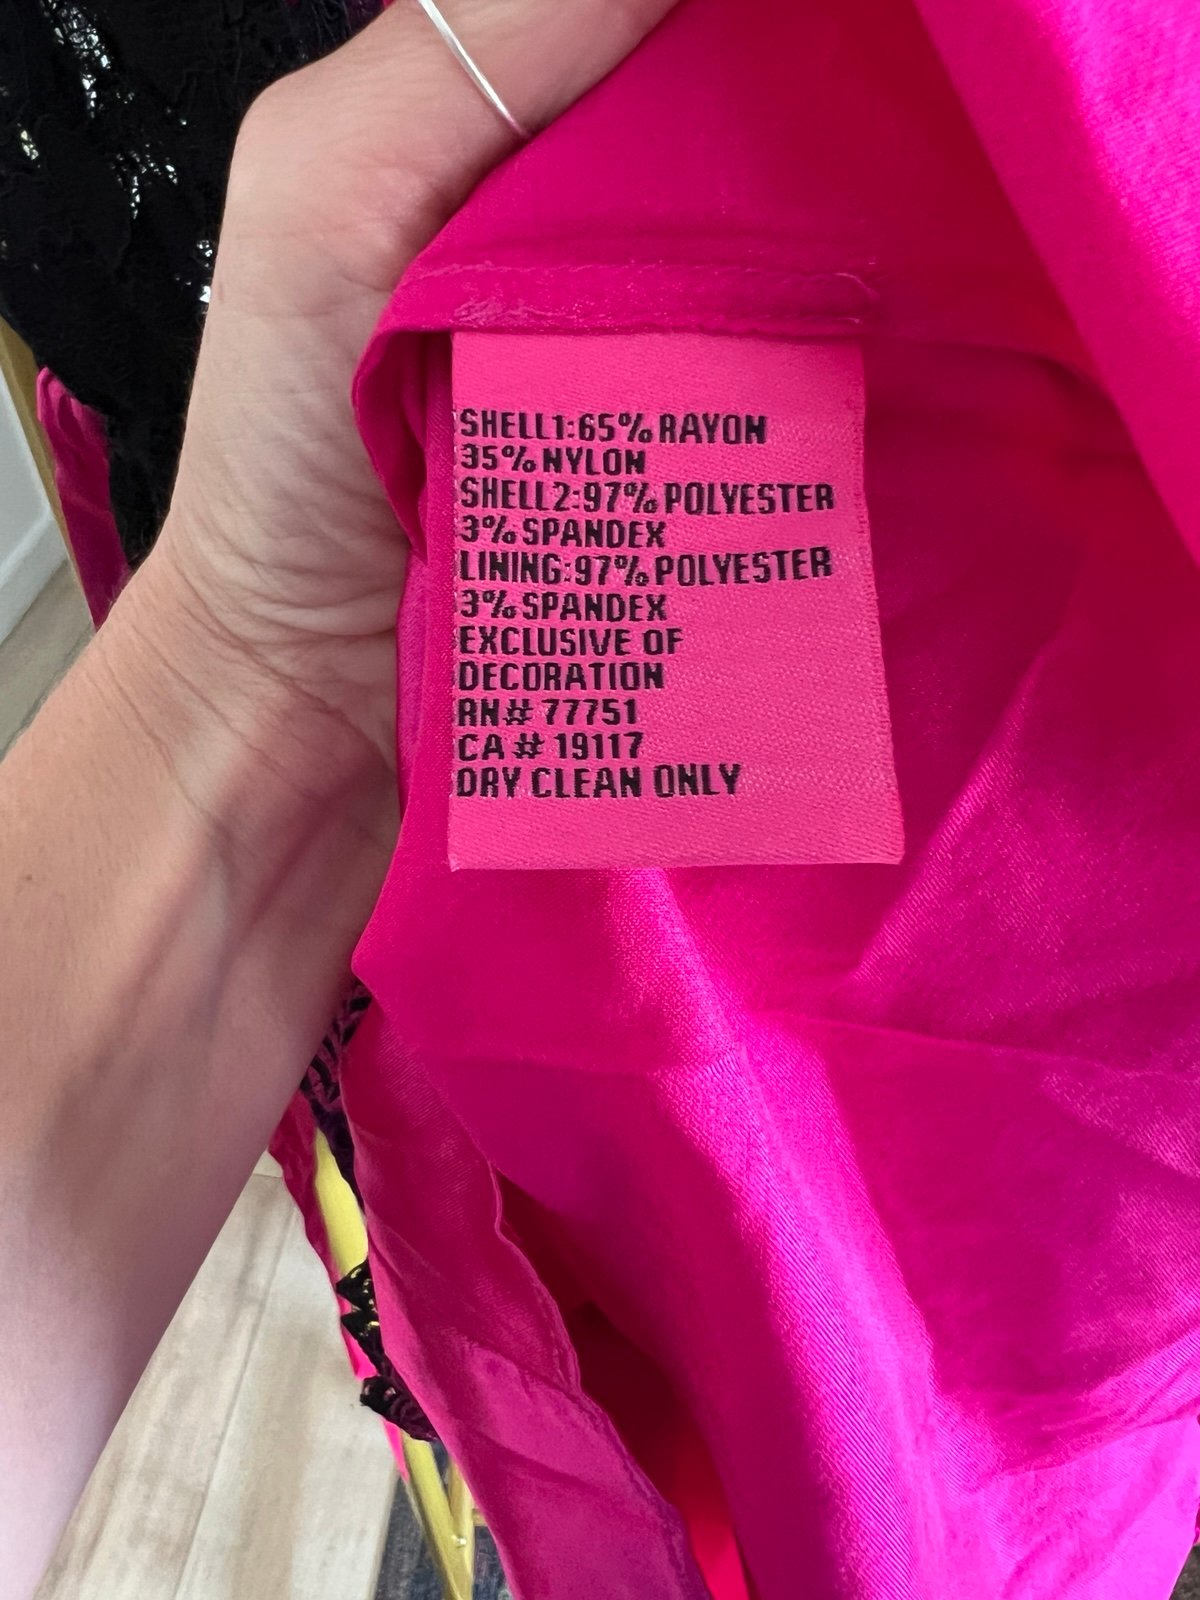 SHELL1:65% RAYON
35% NYLON
SHELL2:97% POLYESTER
3% SPANDEX
LINING:97% POLYESTER
3% SPANDEX
EXCLUSIVE OF
DECORATION
RN# 77751
CA # 19117
DRY CLEAN ONLY